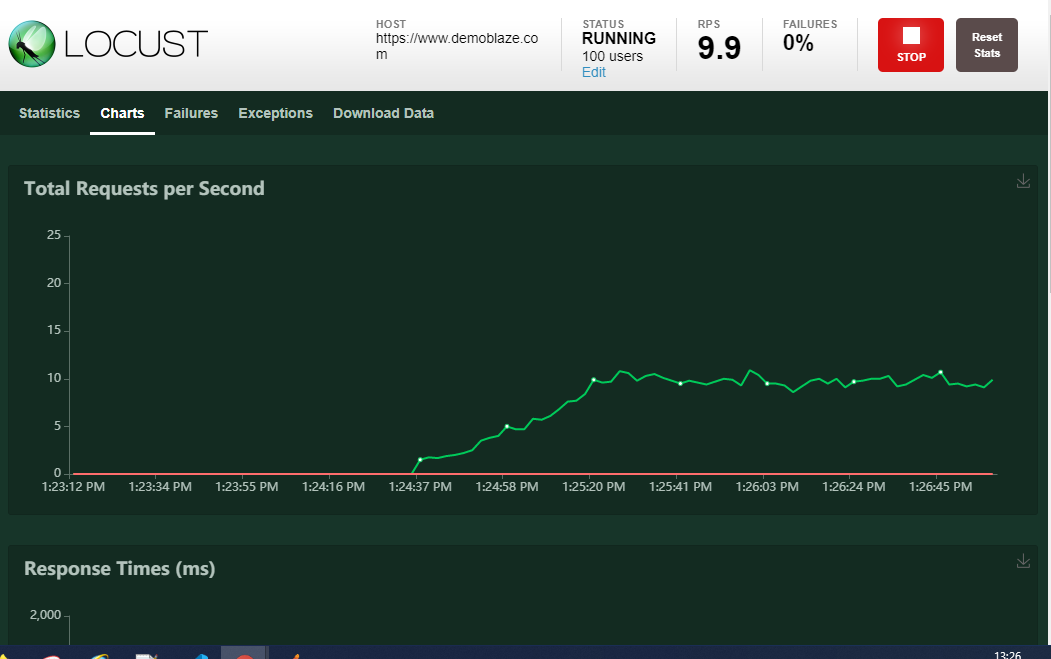 LOCUST
HOST
https://www.demoblaze.co
m
STATUS
RUNNING
100 users
Edit
RPS
9.9
FAILURES
0%
STOP
Reset
Stats
Statistics Charts Failures Exceptions Download Data
Total Requests per Second
25
20
15
10
5
0
1:23:12 PM 1:23:34 PM 1:23:55 PM 1:24:16 PM 1:24:37 PM 1:24:58 PM 1:25:20 PM 1:25:41 PM 1:26:03 PM 1:26:24 PM 1:26:45 PM
Response Times (ms)
2,000
13:26